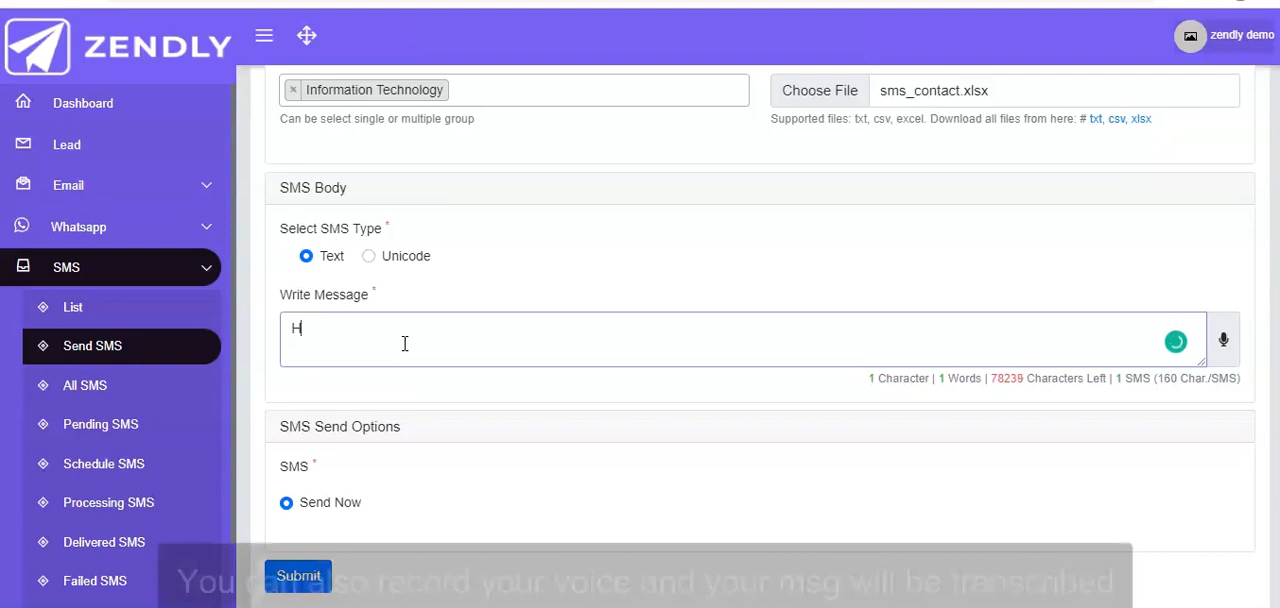 ZENDLY
zendly demo
Dashboard
Lead
Email
Whatsapp
SMS
List
Send SMS
All SMS
Pending SMS
Schedule SMS
Processing SMS
Delivered SMS
Failed SMS
× Information Technology
Can be select single or multiple group
Choose File sms_contact.xlsx
Supported files: txt, csv, excel. Download all files from here: # txt, csv, xlsx
SMS Body
Select SMS Type *
Text Unicode
Write Message *
H
1 Character | 1 Words | 78239 Characters Left | 1 SMS (160 Char./SMS)
SMS Send Options
SMS *
Send Now
Submit
You can also record your voice and your msg will be transcribed